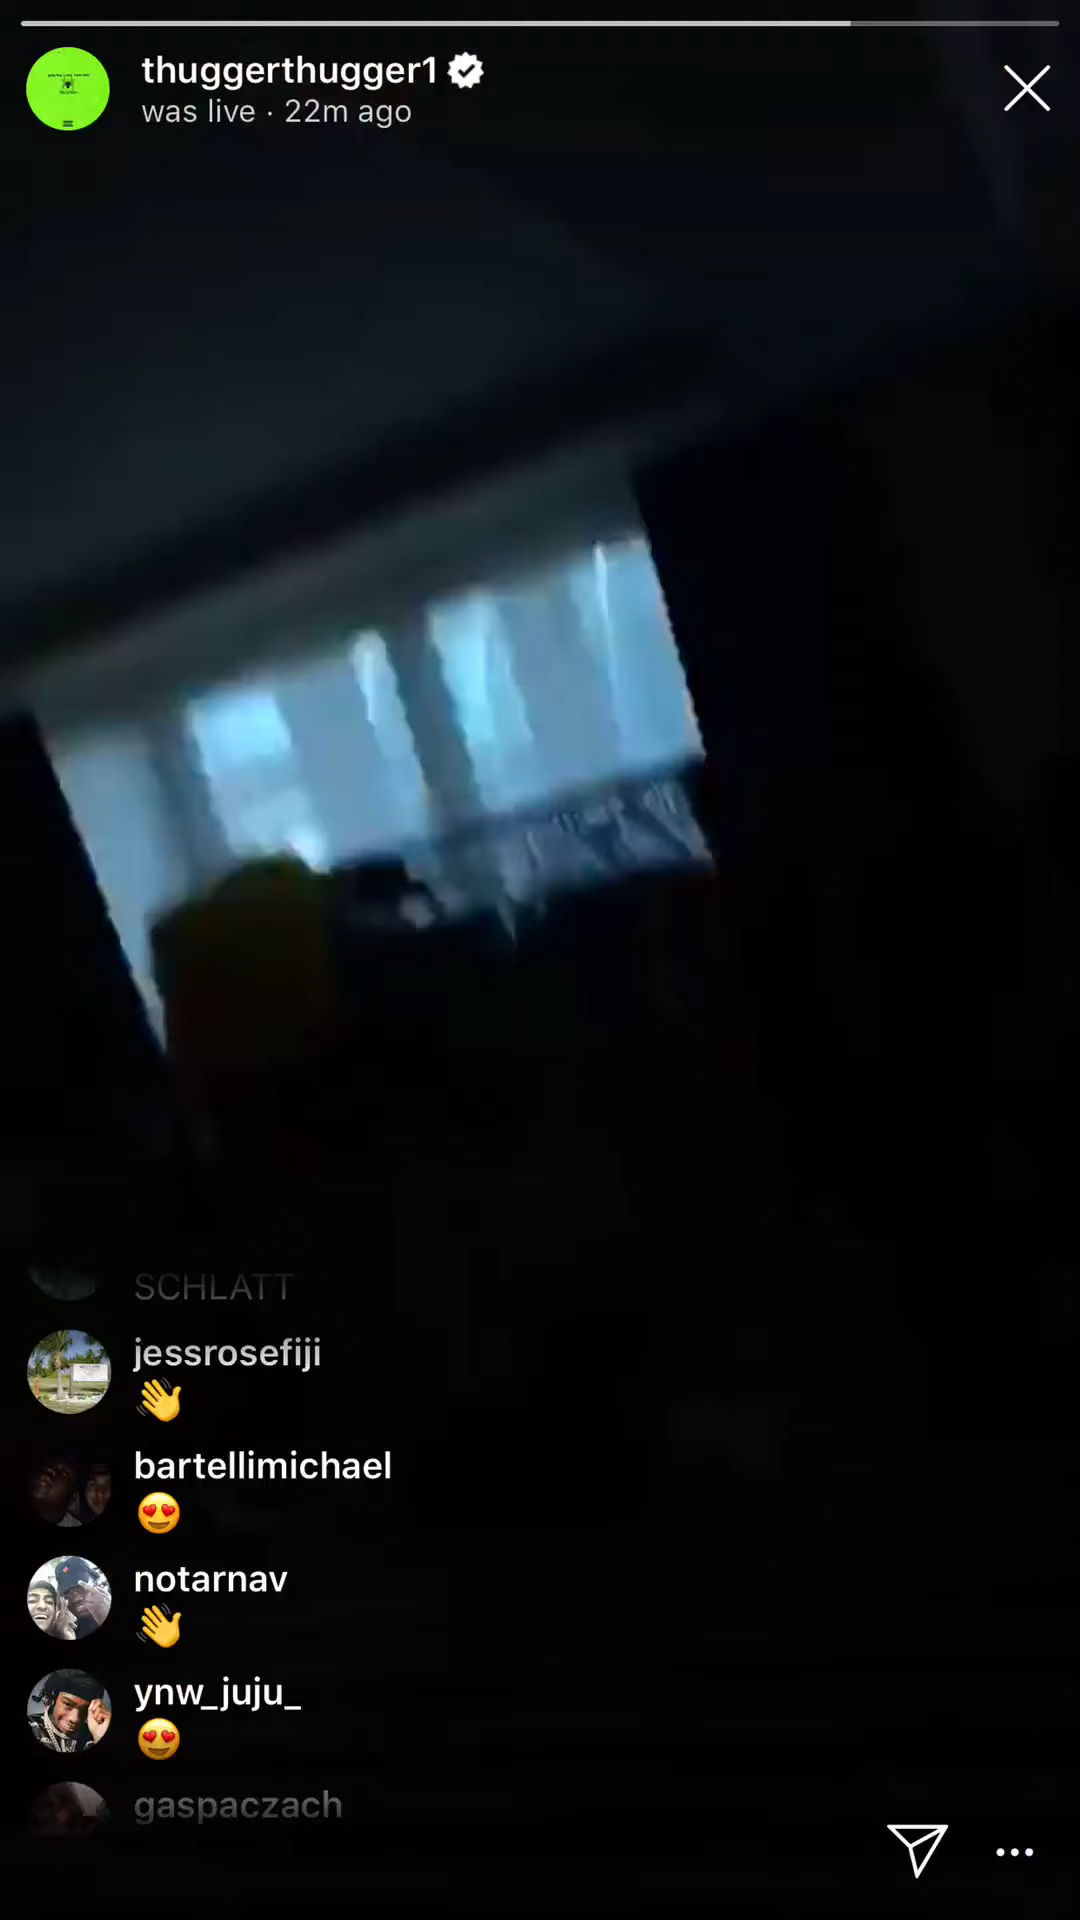 thuggerthugger1
was live · 22m ago
SCHLATT
jessrosefiji
👋
bartellimichael
😍
notarnav
👋
ynw_juju_
😍
gaspaczach